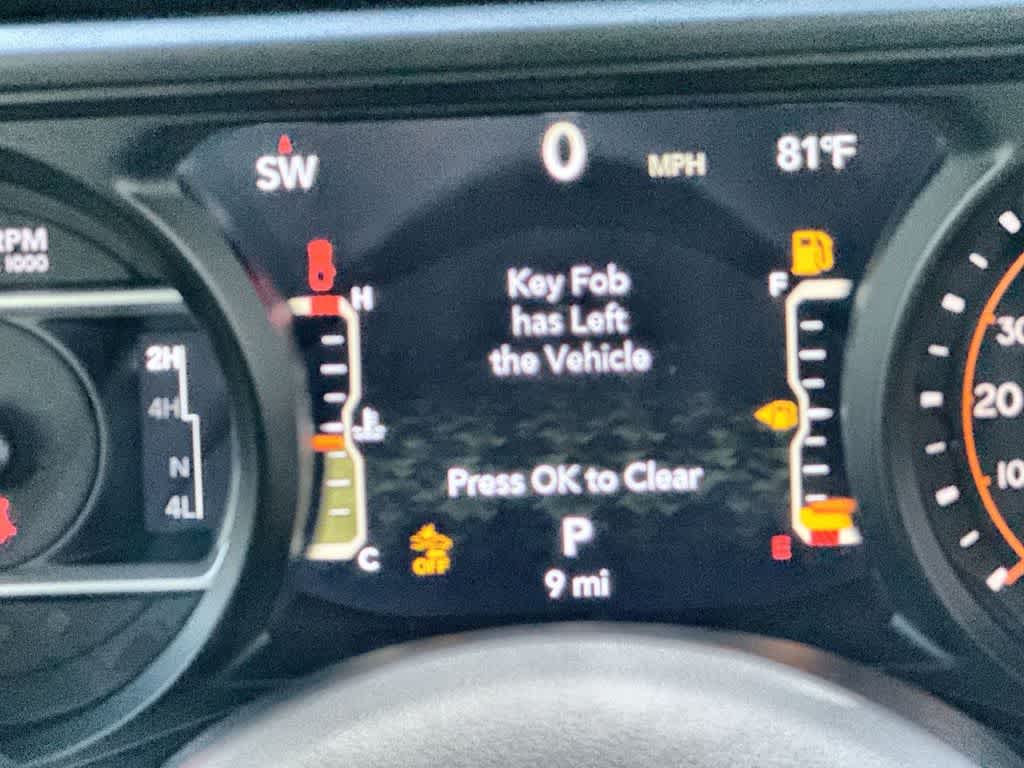 SW
0 MPH
81°F
RPM
1000
H
F
Key Fob
has Left
the Vehicle
2H
4H
N
4L
30
20
10
Press OK to Clear
C
OFF
P
E
9 mi